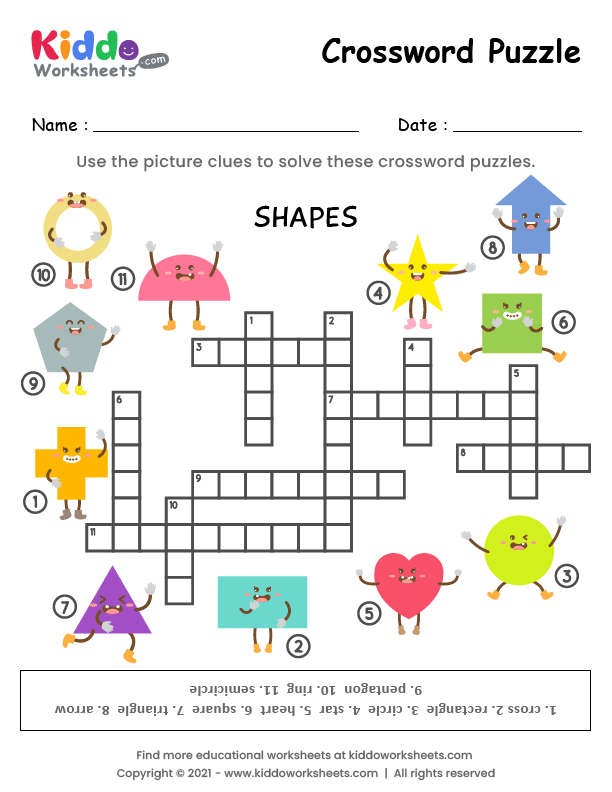 Kiddo
Worksheets.com
Crossword Puzzle
Name :
Date :
Use the picture clues to solve these crossword puzzles.
SHAPES
8
10
11
4
6
1
2
3
4
5
9
6
7
8
1
9
10
11
3
7
5
2
1. cross 2. rectangle 3. circle 4. star 5. heart 6. square 7. triangle 8. arrow
9. pentagon 10. ring 11. semicircle
Find more educational worksheets at kiddoworksheets.com
Copyright © 2021 - www.kiddoworksheets.com | All rights reserved